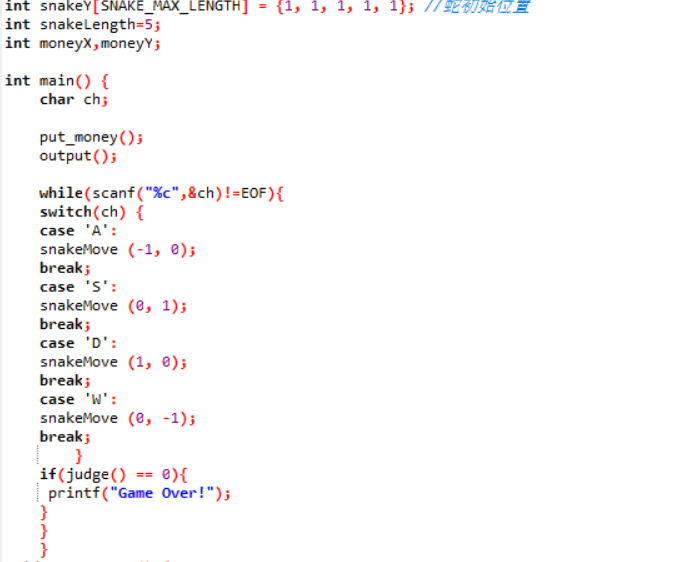 int snakeY[SNAKE_MAX_LENGTH] = {1, 1, 1, 1, 1}; //蛇初始位置
int snakeLength=5;
int moneyX,moneyY;
int main() {
char ch;
put_money();
output();
while(scanf("%c",&ch)!=EOF){
switch(ch) {
case 'A':
snakeMove (-1, 0);
break;
case 'S':
snakeMove (0, 1);
break;
case 'D':
snakeMove (1, 0);
break;
case 'W':
snakeMove (0, -1);
break;
}
if(judge() == 0){
printf("Game Over!");
}
}
}